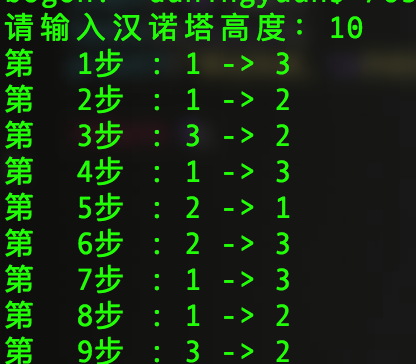 请输入汉诺塔高度：10
第 1步 : 1 -> 3
第 2步 : 1 -> 2
第 3步 : 3 -> 2
第 4步 : 1 -> 3
第 5步 : 2 -> 1
第 6步 : 2 -> 3
第 7步 : 1 -> 3
第 8步 : 1 -> 2
第 9步 : 3 -> 2